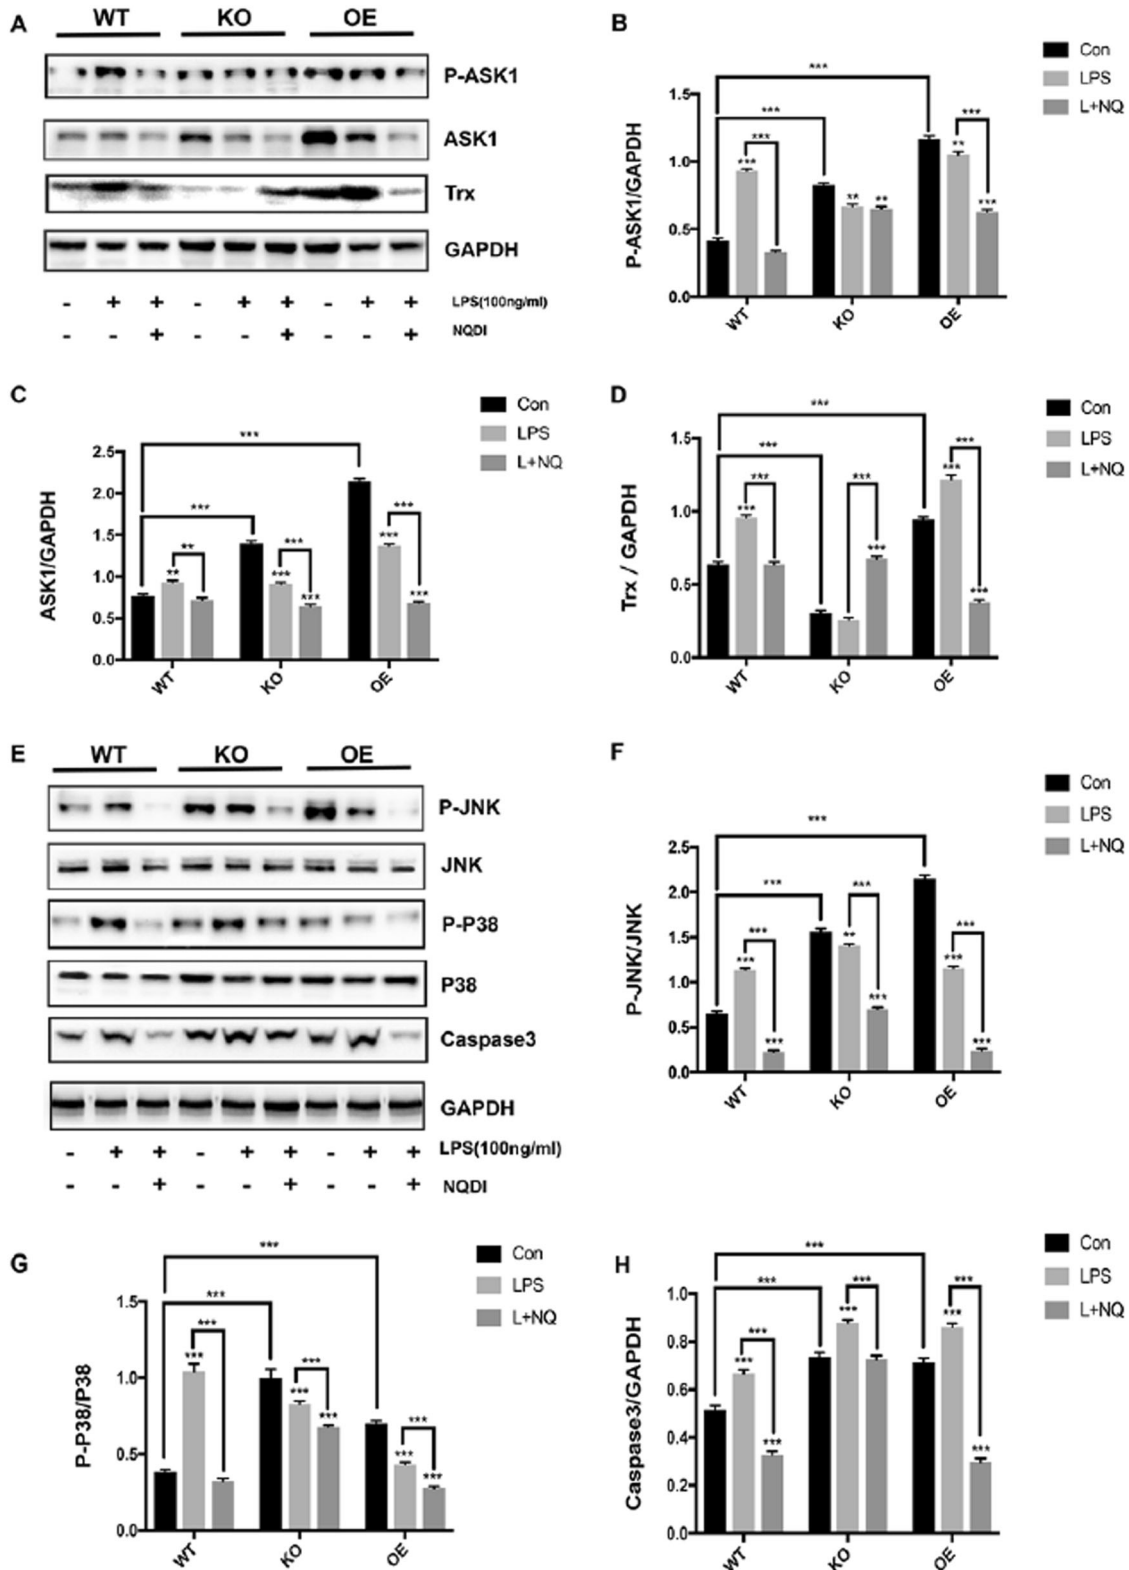 A
WT KO OE
P-ASK1
ASK1
Trx
GAPDH
- + + - + + - + + LPS(100ng/ml)
- - + - - + - - + NQDI
B
Con
LPS
L+NQ
P-ASK1/GAPDH
1.5
1.0
0.5
0.0
***
***
***
***
***
**
**
**
***
WT KO OE
C
Con
LPS
L+NQ
ASK1/GAPDH
2.5
2.0
1.5
1.0
0.5
0.0
***
***
**
**
***
***
***
***
***
***
WT KO OE
D
Con
LPS
L+NQ
Trx / GAPDH
1.5
1.0
0.5
0.0
***
***
***
***
***
***
***
***
***
WT KO OE
E
WT KO OE
P-JNK
JNK
P-P38
P38
Caspase3
GAPDH
- + + - + + - + + LPS(100ng/ml)
- - + - - + - - + NQDI
F
Con
LPS
L+NQ
P-JNK/JNK
2.5
2.0
1.5
1.0
0.5
0.0
***
***
***
***
***
***
**
***
***
***
***
WT KO OE
G
Con
LPS
L+NQ
P-P38/P38
1.5
1.0
0.5
0.0
***
***
***
***
***
***
***
***
***
***
WT KO OE
H
Con
LPS
L+NQ
Caspase3/GAPDH
1.0
0.8
0.6
0.4
0.2
0.0
***
***
***
***
***
***
***
***
***
***
WT KO OE